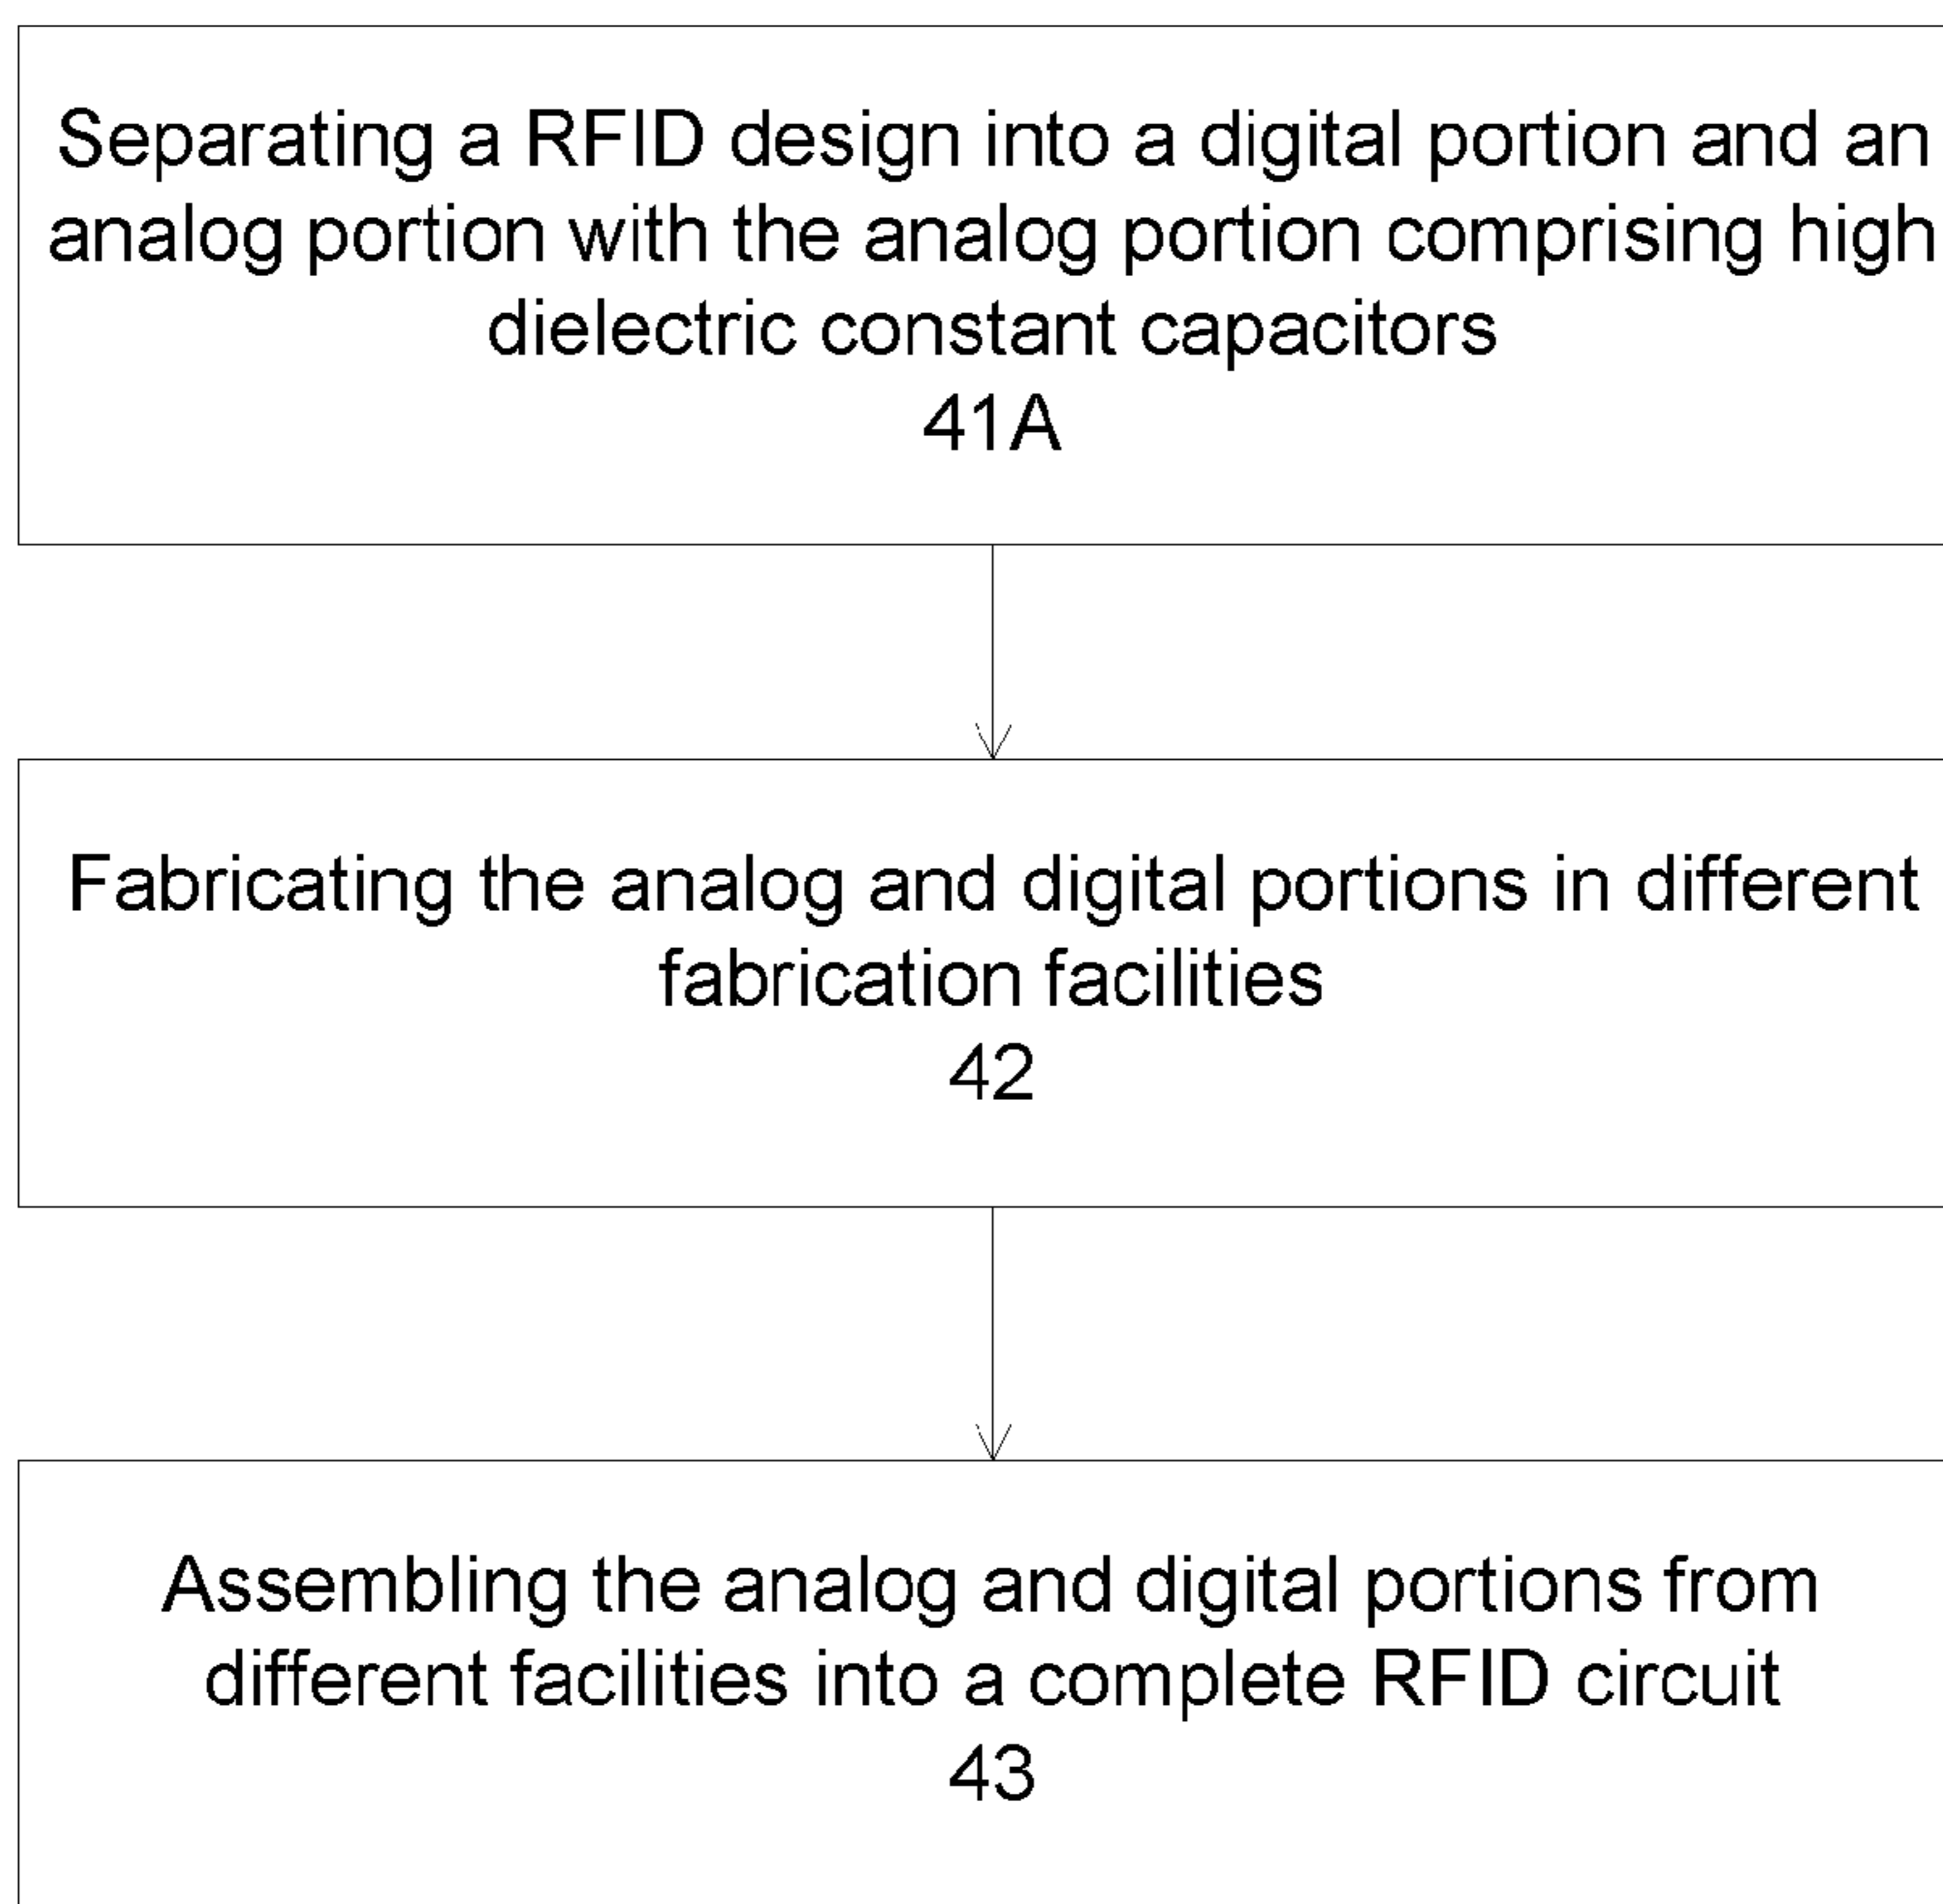 Separating a RFID design into a digital portion and an
analog portion with the analog portion comprising high
dielectric constant capacitors
41A
Fabricating the analog and digital portions in different
fabrication facilities
42
Assembling the analog and digital portions from
different facilities into a complete RFID circuit
43